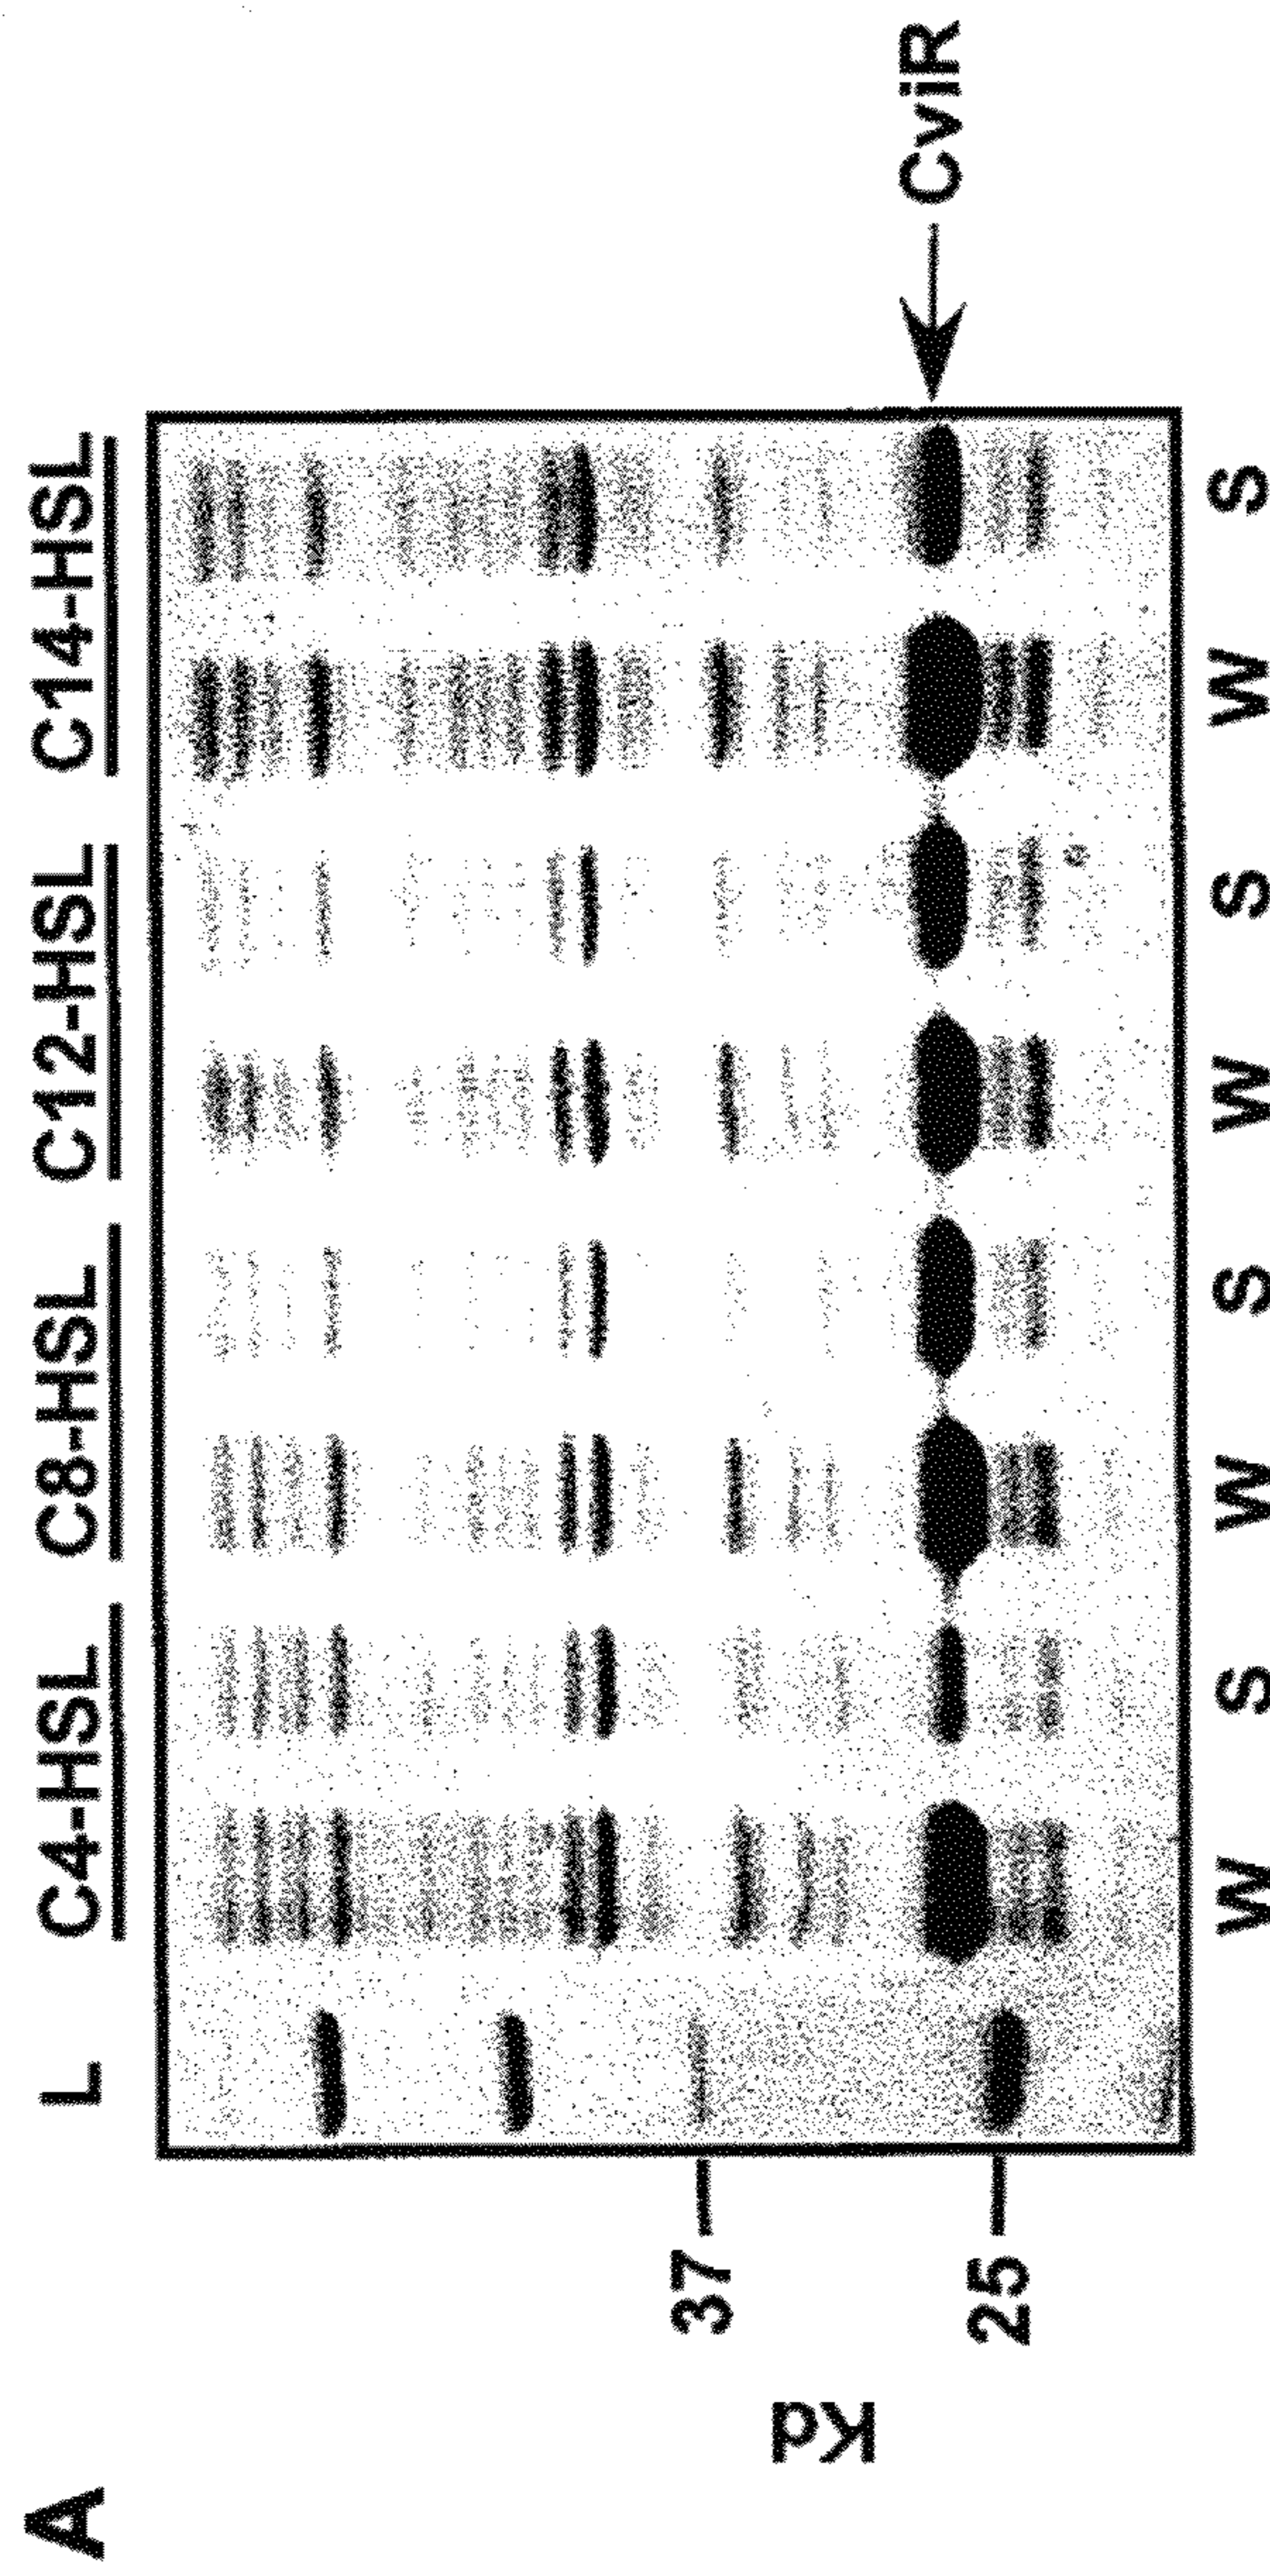 A
L C4-HSL C8-HSL C12-HSL C14-HSL
Kd
37
25
CviR
W S W S W S W S